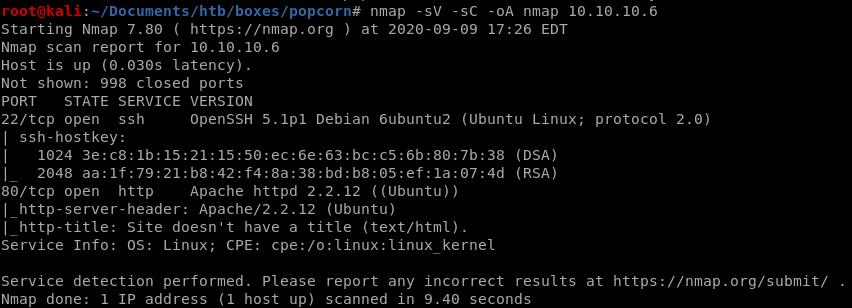 root@kali:~/Documents/htb/boxes/popcorn# nmap -sV -sC -oA nmap 10.10.10.6
Starting Nmap 7.80 ( https://nmap.org ) at 2020-09-09 17:26 EDT
Nmap scan report for 10.10.10.6
Host is up (0.030s latency).
Not shown: 998 closed ports
PORT   STATE SERVICE VERSION
22/tcp open  ssh     OpenSSH 5.1p1 Debian 6ubuntu2 (Ubuntu Linux; protocol 2.0)
| ssh-hostkey:
|   1024 3e:c8:1b:15:21:15:50:ec:6e:63:bc:c5:6b:80:7b:38 (DSA)
|_  2048 aa:1f:79:21:b8:42:f4:8a:38:bd:b8:05:ef:1a:07:4d (RSA)
80/tcp open  http    Apache httpd 2.2.12 ((Ubuntu))
|_http-server-header: Apache/2.2.12 (Ubuntu)
|_http-title: Site doesn't have a title (text/html).
Service Info: OS: Linux; CPE: cpe:/o:linux:linux_kernel

Service detection performed. Please report any incorrect results at https://nmap.org/submit/ .
Nmap done: 1 IP address (1 host up) scanned in 9.40 seconds